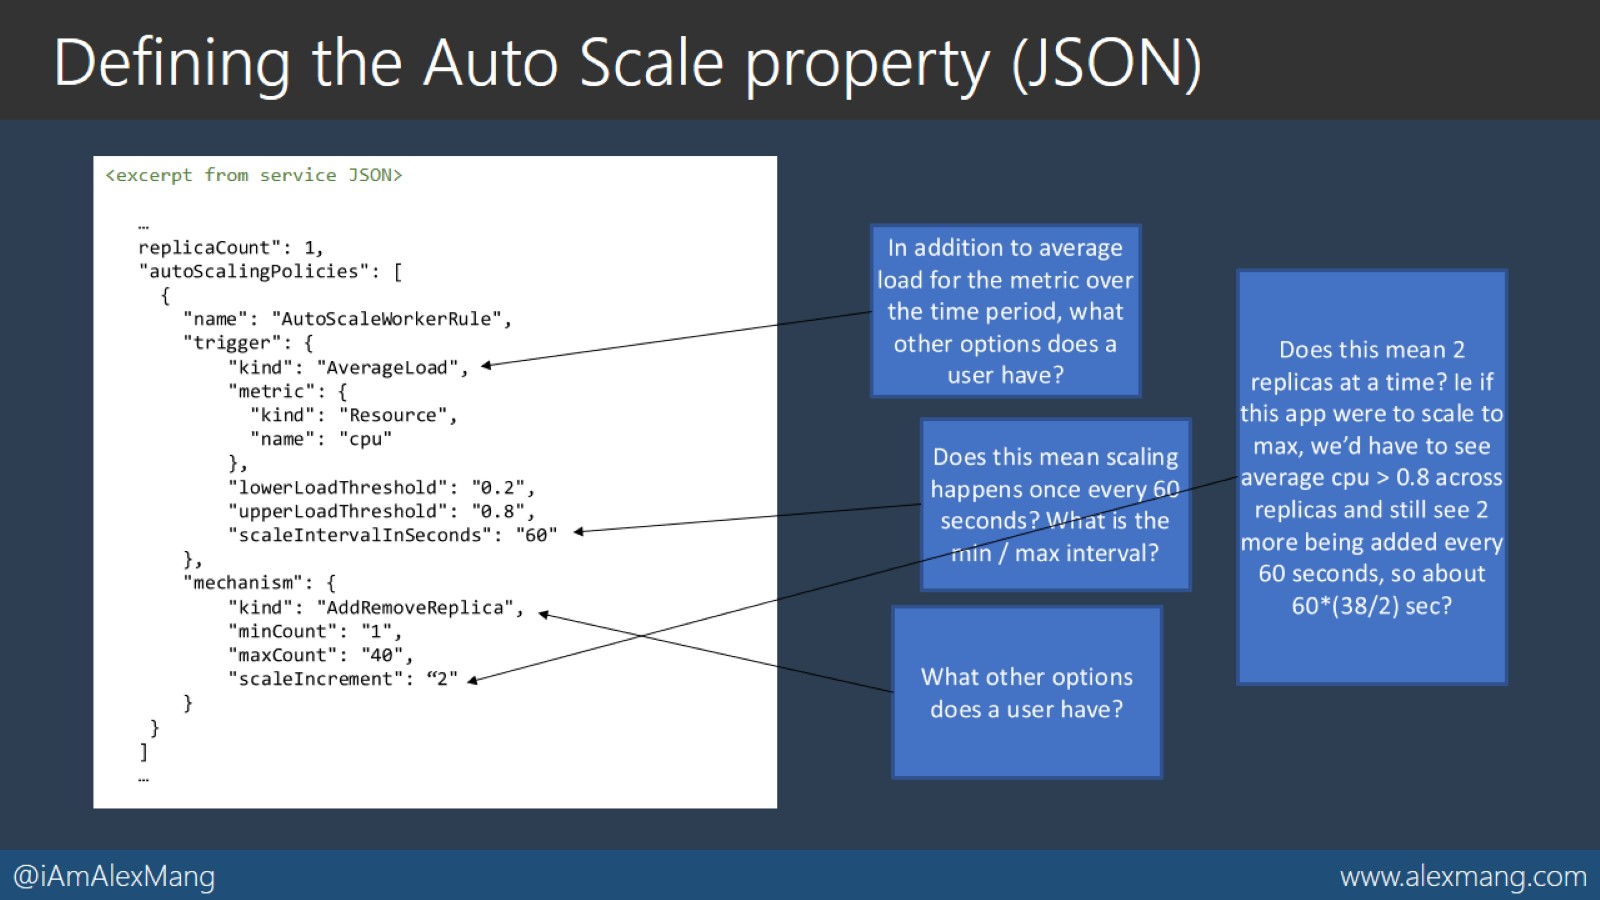 Defining the Auto Scale property (JSON)
<excerpt from service JSON>
…
replicaCount": 1,
"autoScalingPolicies": [
{
"name": "AutoScaleWorkerRule",
"trigger": {
"kind": "AverageLoad",
"metric": {
"kind": "Resource",
"name": "cpu"
},
"lowerLoadThreshold": "0.2",
"upperLoadThreshold": "0.8",
"scaleIntervalInSeconds": "60"
},
"mechanism": {
"kind": "AddRemoveReplica",
"minCount": "1",
"maxCount": "40",
"scaleIncrement": “2"
}
}
]
…
In addition to average
load for the metric over
the time period, what
other options does a
user have?
Does this mean scaling
happens once every 60
seconds? What is the
min / max interval?
What other options
does a user have?
Does this mean 2
replicas at a time? Ie if
this app were to scale to
max, we’d have to see
average cpu > 0.8 across
replicas and still see 2
more being added every
60 seconds, so about
60*(38/2) sec?
@iAmAlexMang
www.alexmang.com